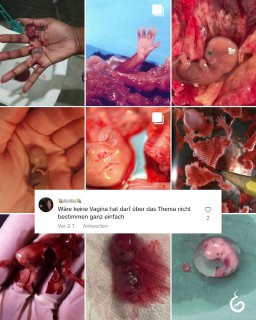 Wäre keine Vagina hat darf über das Thema nicht
bestimmen ganz einfach
2
Vor 2 T. Antworten